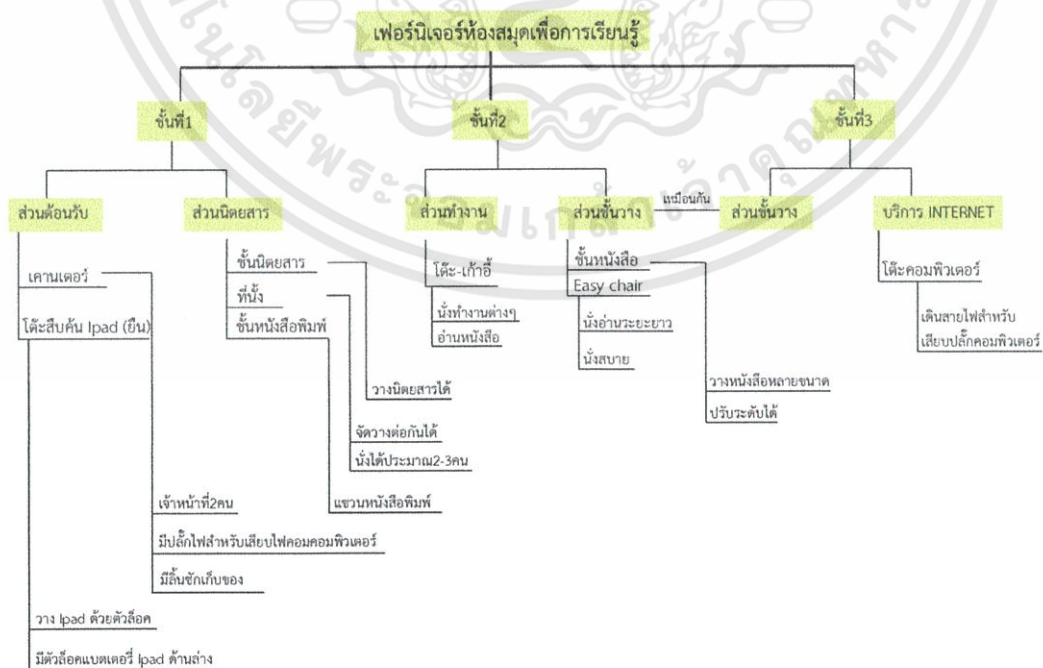 เฟอร์นิเจอร์ห้องสมุดเพื่อการเรียนรู้
ชั้นที่1
ชั้นที่2
ชั้นที่3
ส่วนต้อนรับ
ส่วนนิตยสาร
ส่วนทำงาน
ส่วนชั้นวาง
เหมือนกัน
ส่วนชั้นวาง
บริการ INTERNET
เคานเตอร์
โต๊ะสืบค้น Ipad (ยืน)
ชั้นนิตยสาร
ที่นั่ง
ชั้นหนังสือพิมพ์
โต๊ะ-เก้าอี้
นั่งทำงานต่างๆ
อ่านหนังสือ
ชั้นหนังสือ
Easy chair
นั่งอ่านระยะยาว
นั่งสบาย
โต๊ะคอมพิวเตอร์
เดินสายไฟสำหรับ
เสียบปลั๊กคอมพิวเตอร์
วางนิตยสารได้
วางหนังสือหลายขนาด
ปรับระดับได้
จัดวางต่อกันได้
นั่งได้ประมาณ2-3คน
แขวนหนังสือพิมพ์
เจ้าหน้าที่2คน
มีปลั๊กไฟสำหรับเสียบไฟคอมคอมพิวเตอร์
มีลิ้นชักเก็บของ
วาง Ipad ด้วยตัวล็อค
มีตัวล็อคแบตเตอรี่ Ipad ด้านล่าง